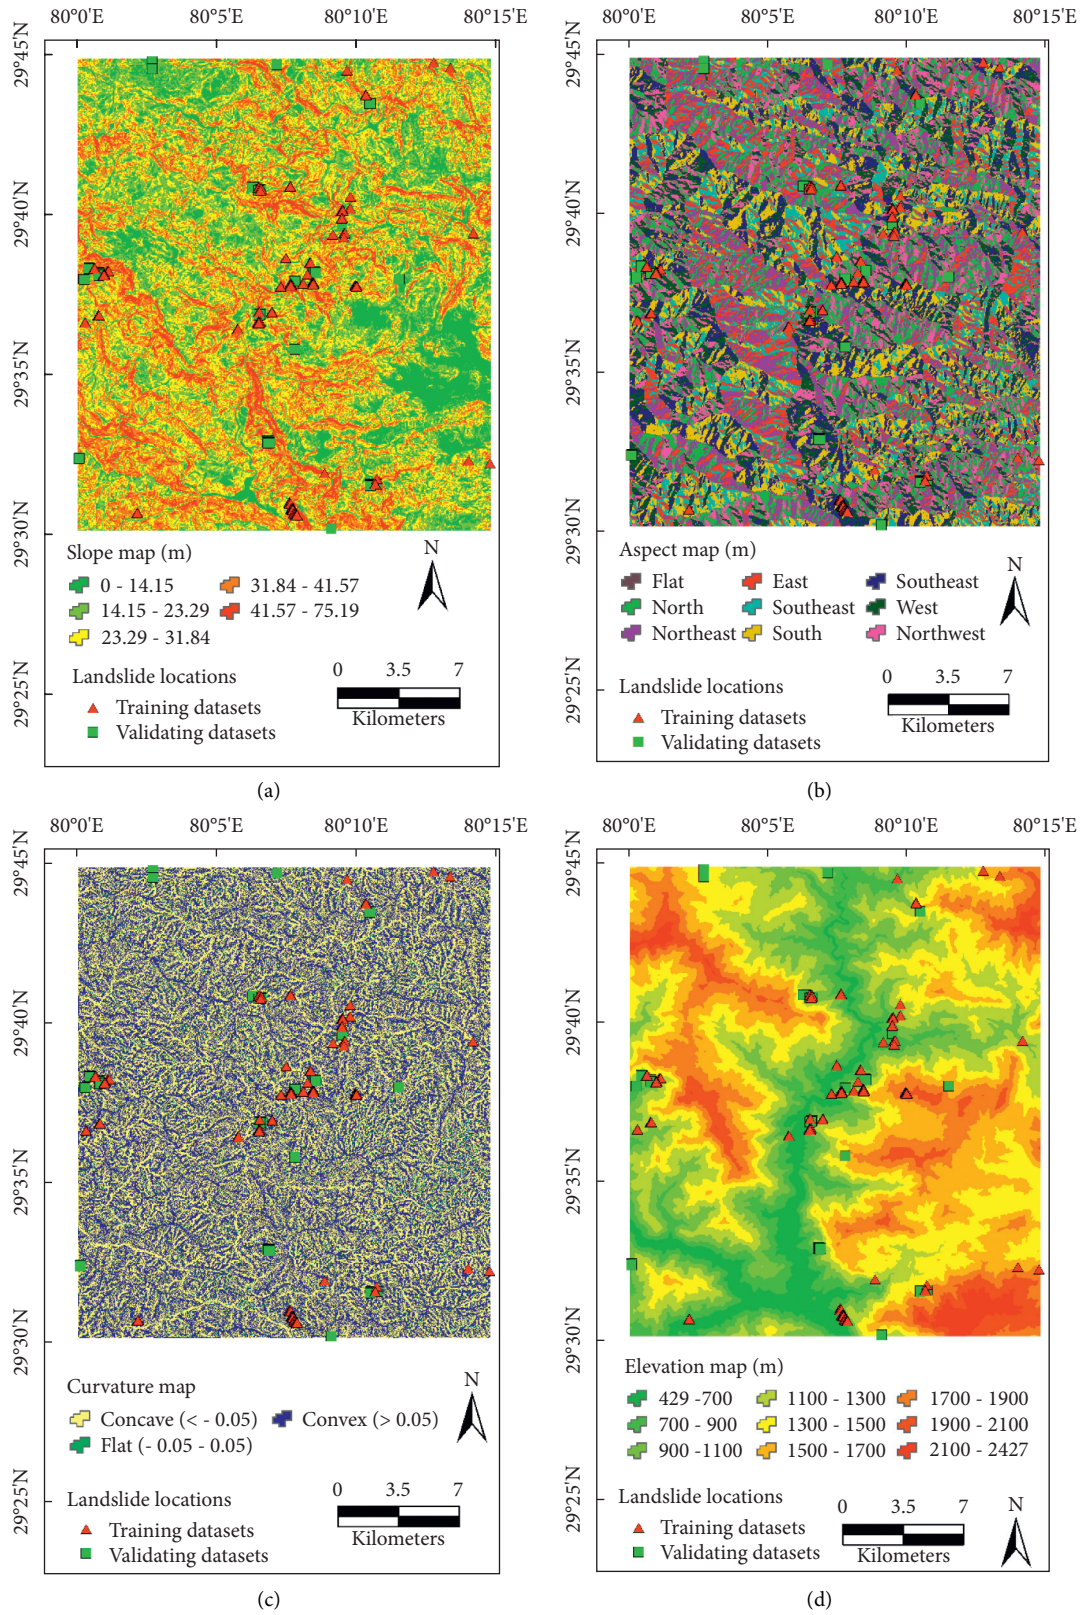 80°0'E 80°5'E 80°10'E 80°15'E
29°45'N
29°40'N
29°35'N
29°30'N
29°25'N
Slope map (m)
0 - 14.15
14.15 - 23.29
23.29 - 31.84
31.84 - 41.57
41.57 - 75.19
N
Landslide locations
Training datasets
Validating datasets
0 3.5 7
Kilometers
(a)
80°0'E 80°5'E 80°10'E 80°15'E
29°45'N
29°40'N
29°35'N
29°30'N
29°25'N
Aspect map (m)
Flat
North
Northeast
East
Southeast
South
Southeast
West
Northwest
N
Landslide locations
Training datasets
Validating datasets
0 3.5 7
Kilometers
(b)
80°0'E 80°5'E 80°10'E 80°15'E
29°45'N
29°40'N
29°35'N
29°30'N
29°25'N
Curvature map
Concave (< - 0.05)
Flat (- 0.05 - 0.05)
Convex (> 0.05)
N
Landslide locations
Training datasets
Validating datasets
0 3.5 7
Kilometers
(c)
80°0'E 80°5'E 80°10'E 80°15'E
29°45'N
29°40'N
29°35'N
29°30'N
29°25'N
Elevation map (m)
429 -700
700 - 900
900 -1100
1100 - 1300
1300 - 1500
1500 - 1700
1700 - 1900
1900 - 2100
2100 - 2427
Landslide locations
Training datasets
Validating datasets
0 3.5 7
Kilometers
N
(d)